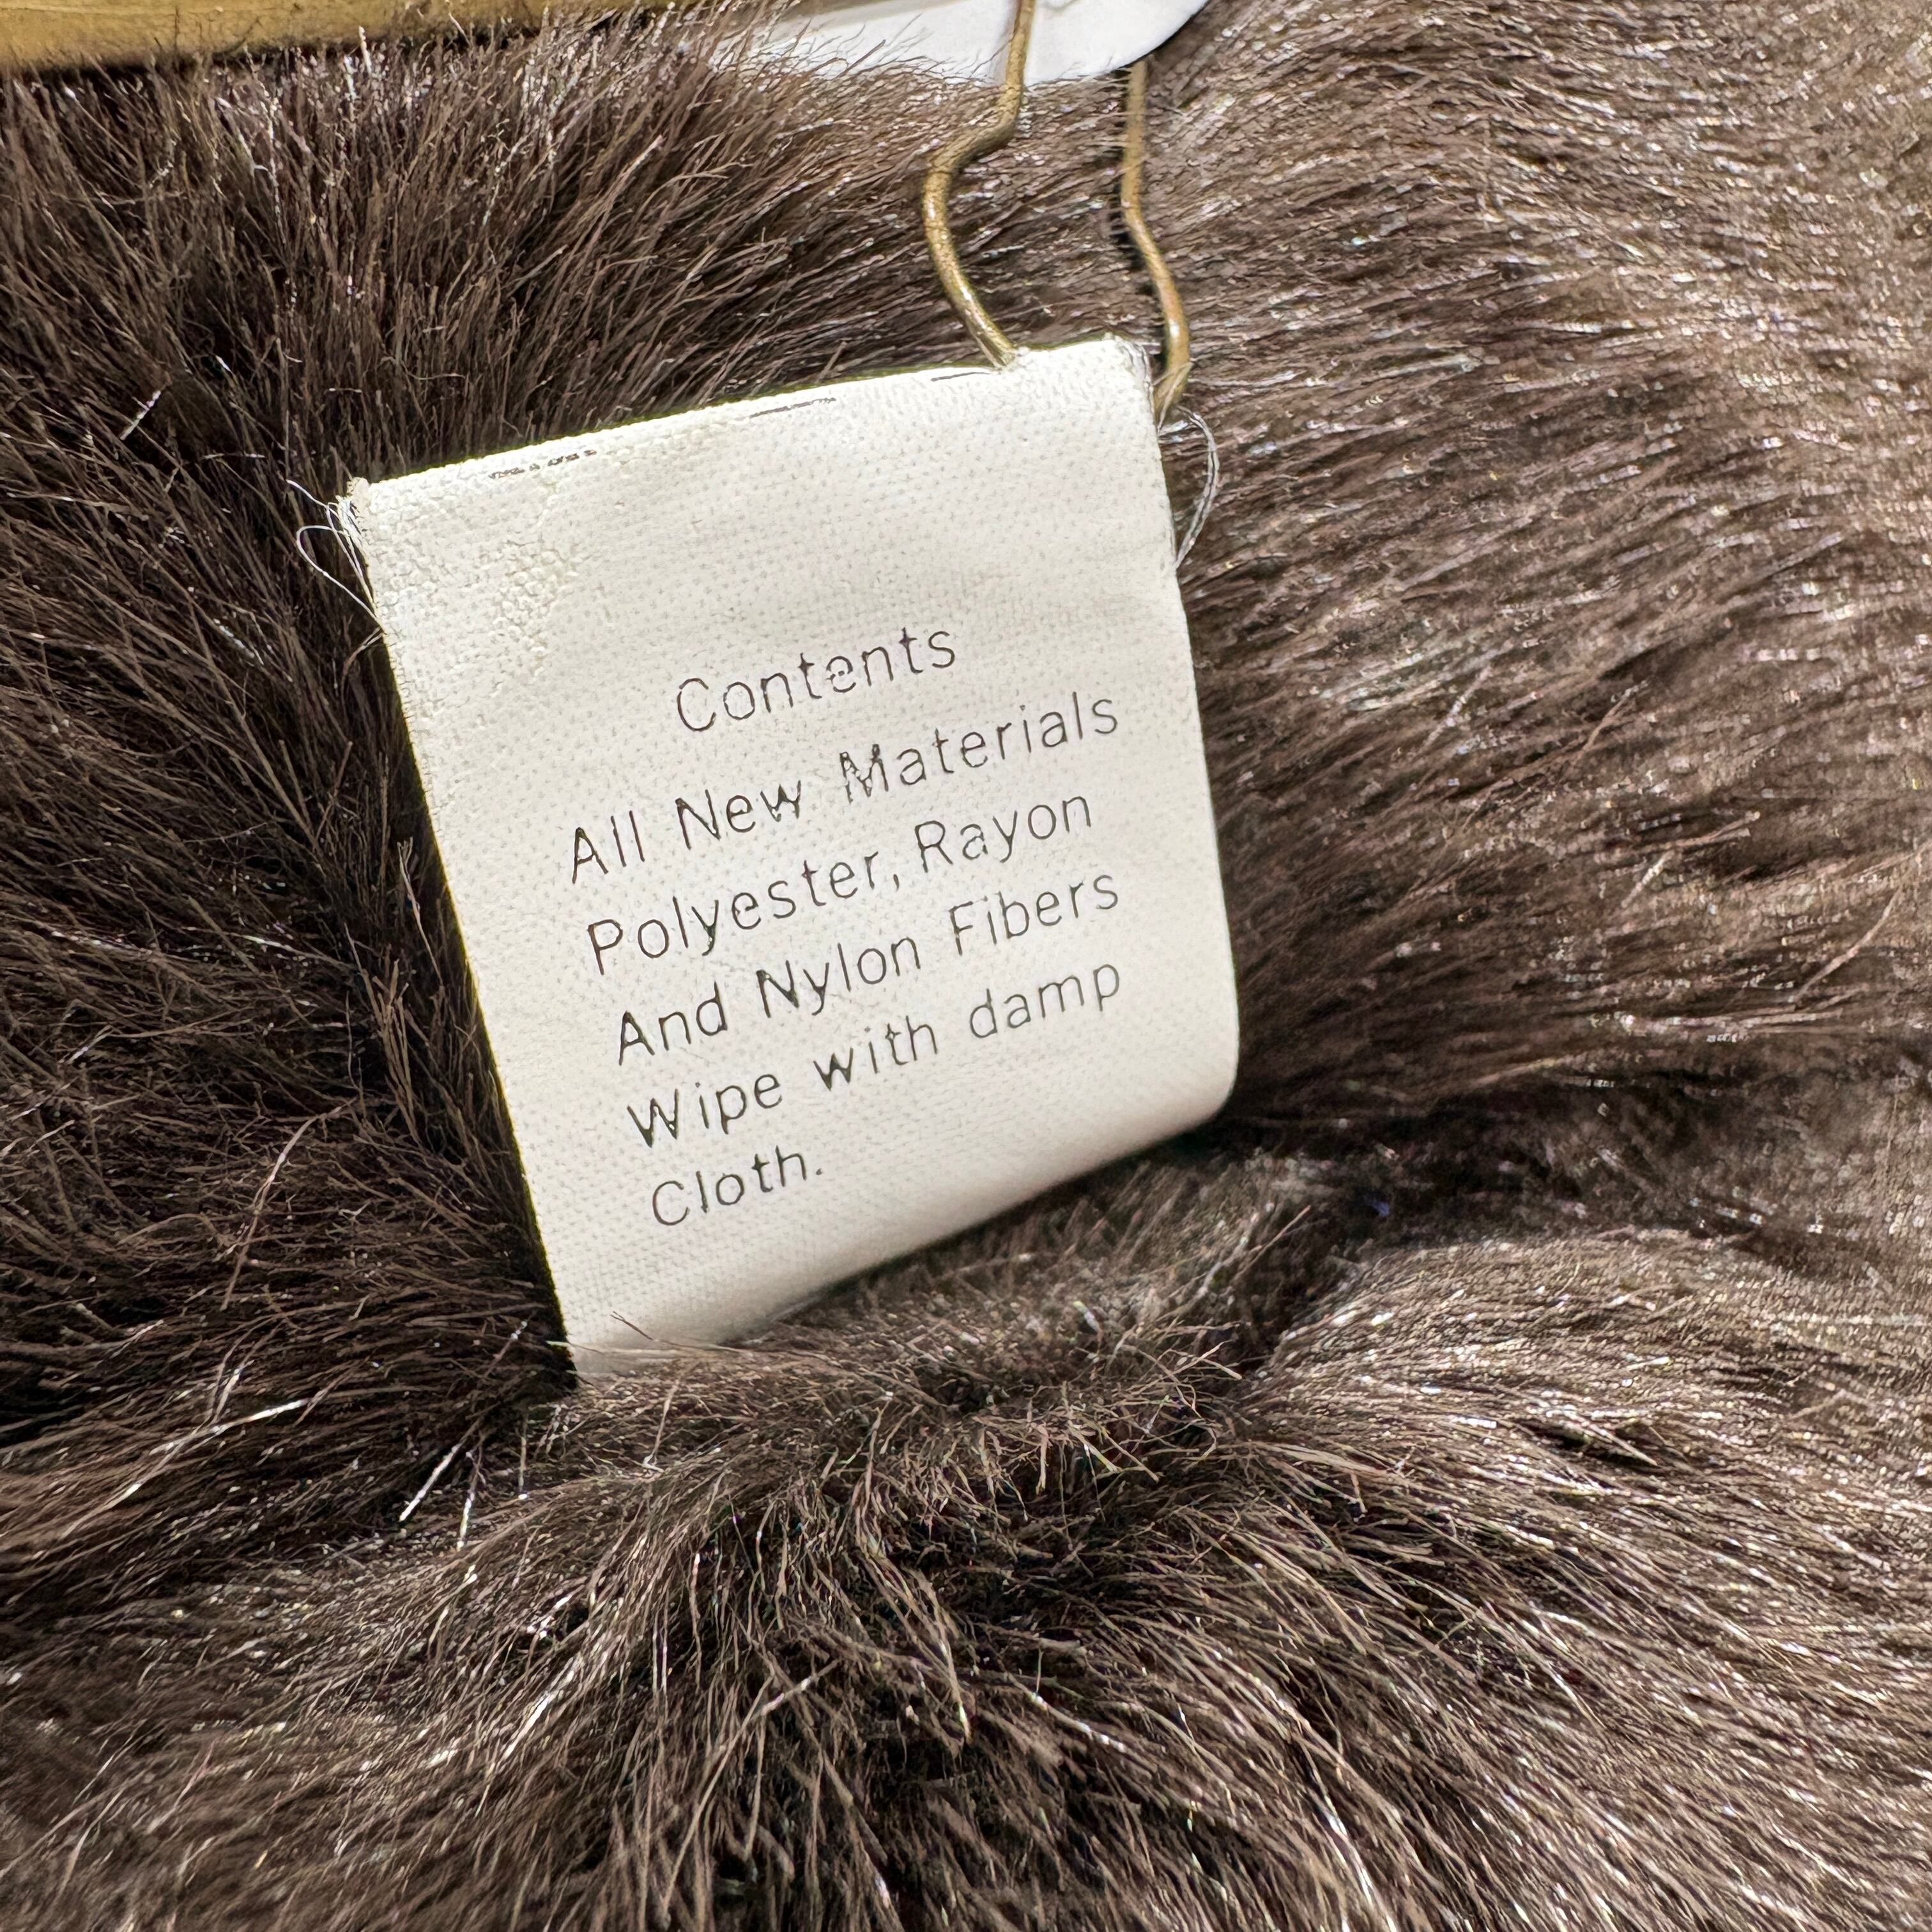 Contents
All New Materials
Polyester, Rayon
And Nylon Fibers
Wipe with damp
Cloth.